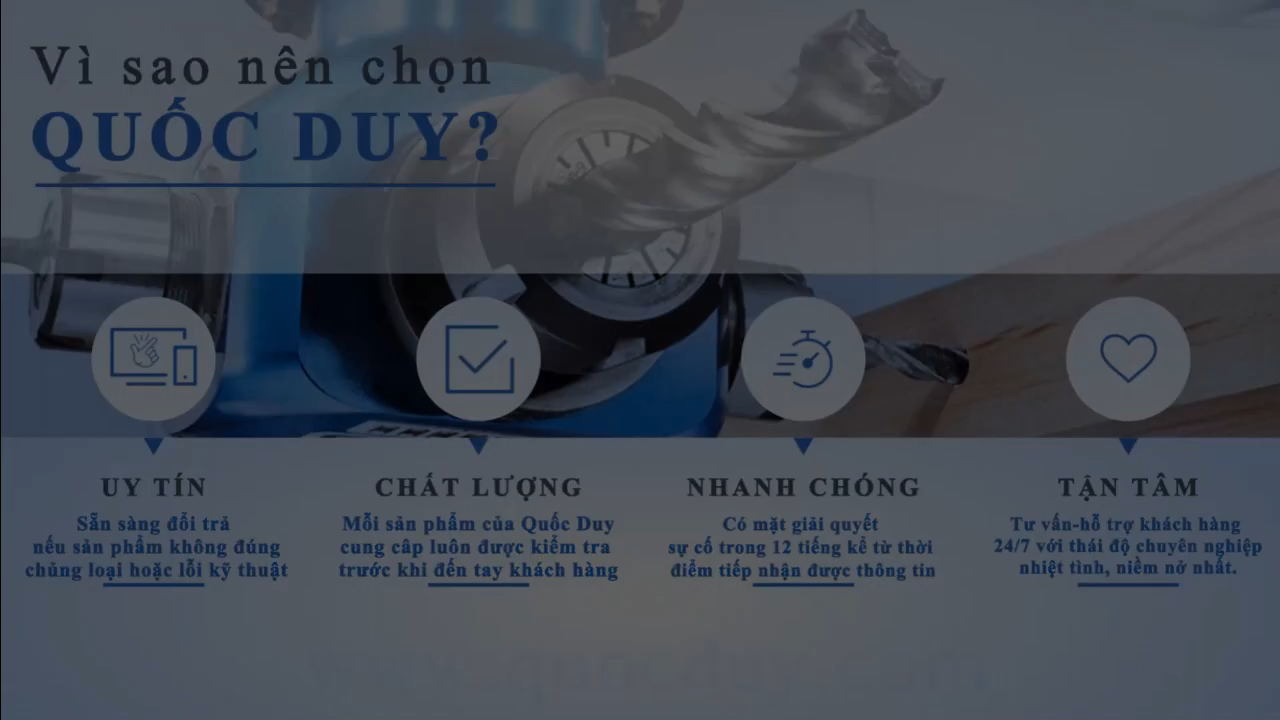 Vì sao nên chọn
QUỐC DUY?
UY TÍN
Sẵn sàng đổi trả
nếu sản phẩm không đúng
chủng loại hoặc lỗi kỹ thuật
CHẤT LƯỢNG
Mỗi sản phẩm của Quốc Duy
cung câp luôn được kiểm tra
trước khi đến tay khách hàng
NHANH CHÓNG
Có mặt giải quyết
sự cố trong 12 tiếng kể từ thời
điểm tiếp nhận được thông tin
TẬN TÂM
Tư vấn-hỗ trợ khách hàng
24/7 với thái độ chuyên nghiệp
nhiệt tình, niềm nở nhất.